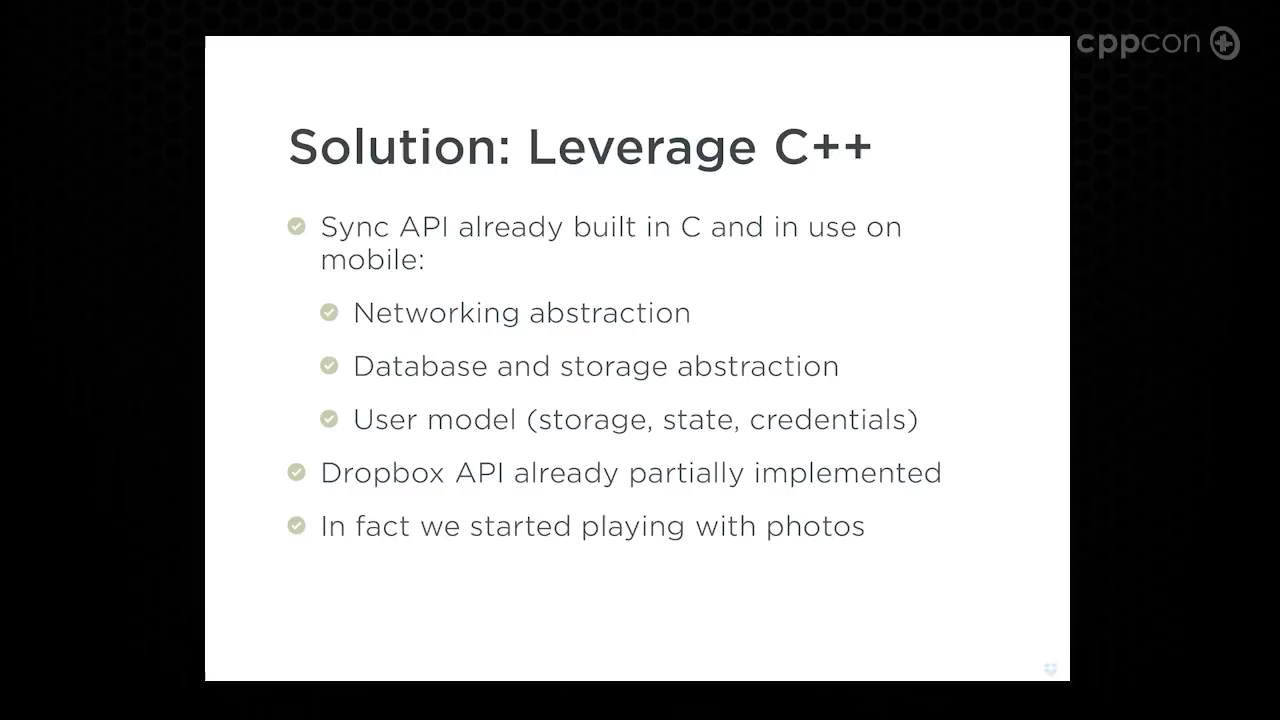 cppcon
Solution: Leverage C++
Sync API already built in C and in use on
mobile:
Networking abstraction
Database and storage abstraction
User model (storage, state, credentials)
Dropbox API already partially implemented
In fact we started playing with photos